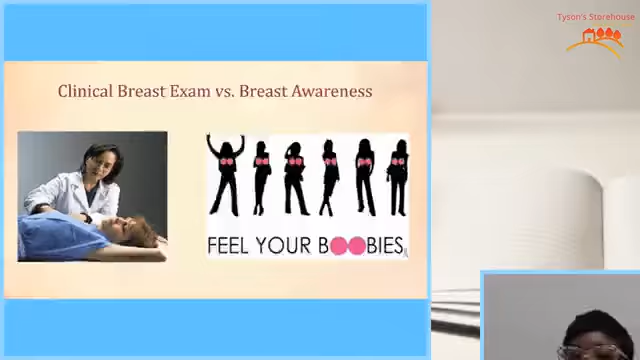 Tyson's Storehouse
Clinical Breast Exam vs. Breast Awareness
FEEL YOUR BOOBIES